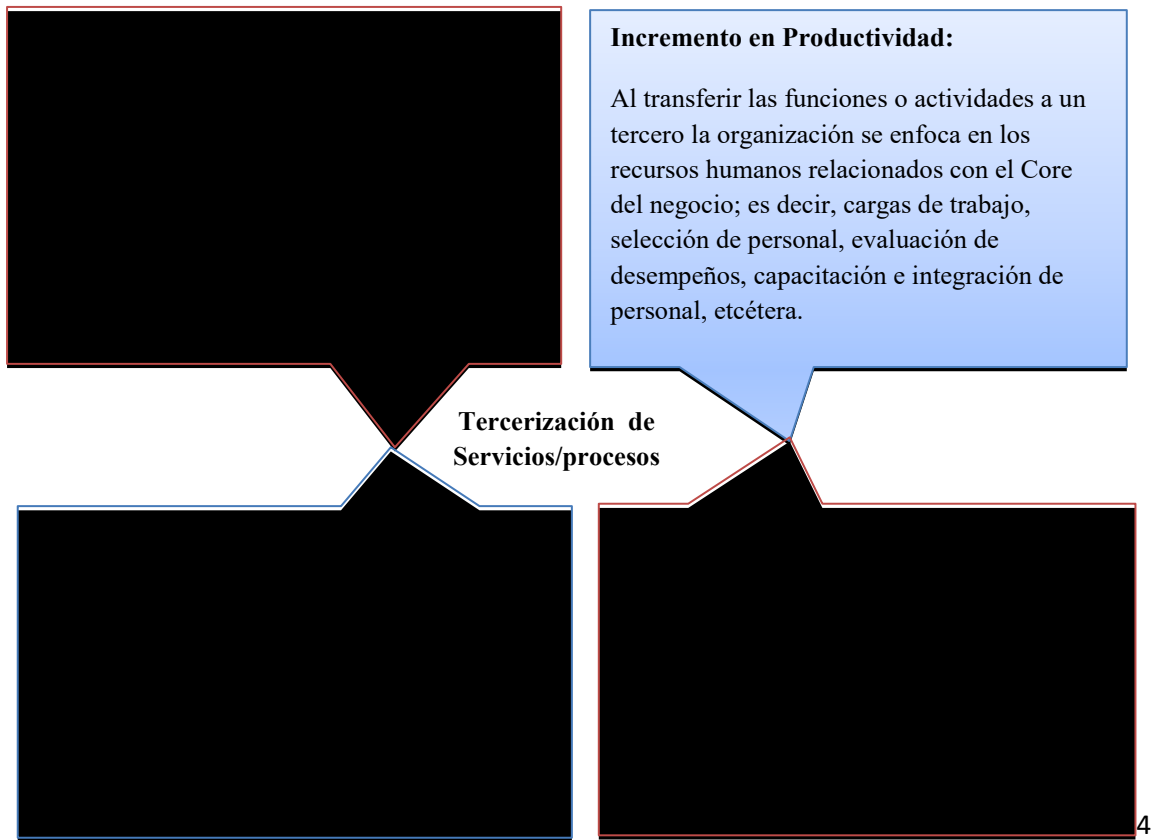 Incremento en Productividad:
Al transferir las funciones o actividades a un
tercero la organización se enfoca en los
recursos humanos relacionados con el Core
del negocio; es decir, cargas de trabajo,
selección de personal, evaluación de
desempeños, capacitación e integración de
personal, etcétera.
Tercerización de
Servicios/procesos
4